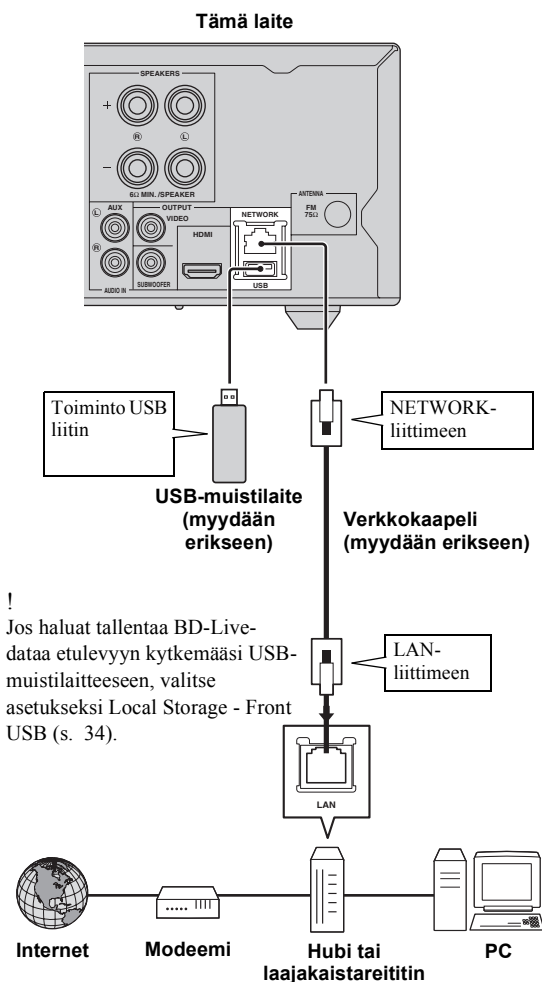 Tämä laite
SPEAKERS
+
R L
−
6Ω MIN. /SPEAKER
ANTENNA
FM
75Ω
L AUX
OUTPUT
VIDEO
NETWORK
HDMI
R
AUDIO IN
SUBWOOFER
USB
Toiminto USB
liitin
NETWORK-
liittimeen
USB-muistilaite
(myydään
erikseen)
Verkkokaapeli
(myydään erikseen)
!
Jos haluat tallentaa BD-Live-
dataa etulevyyn kytkemääsi USB-
muistilaitteeseen, valitse
asetukseksi Local Storage - Front
USB (s. 34).
LAN-
liittimeen
LAN
Internet
Modeemi
Hubi tai
laajakaistareititin
PC